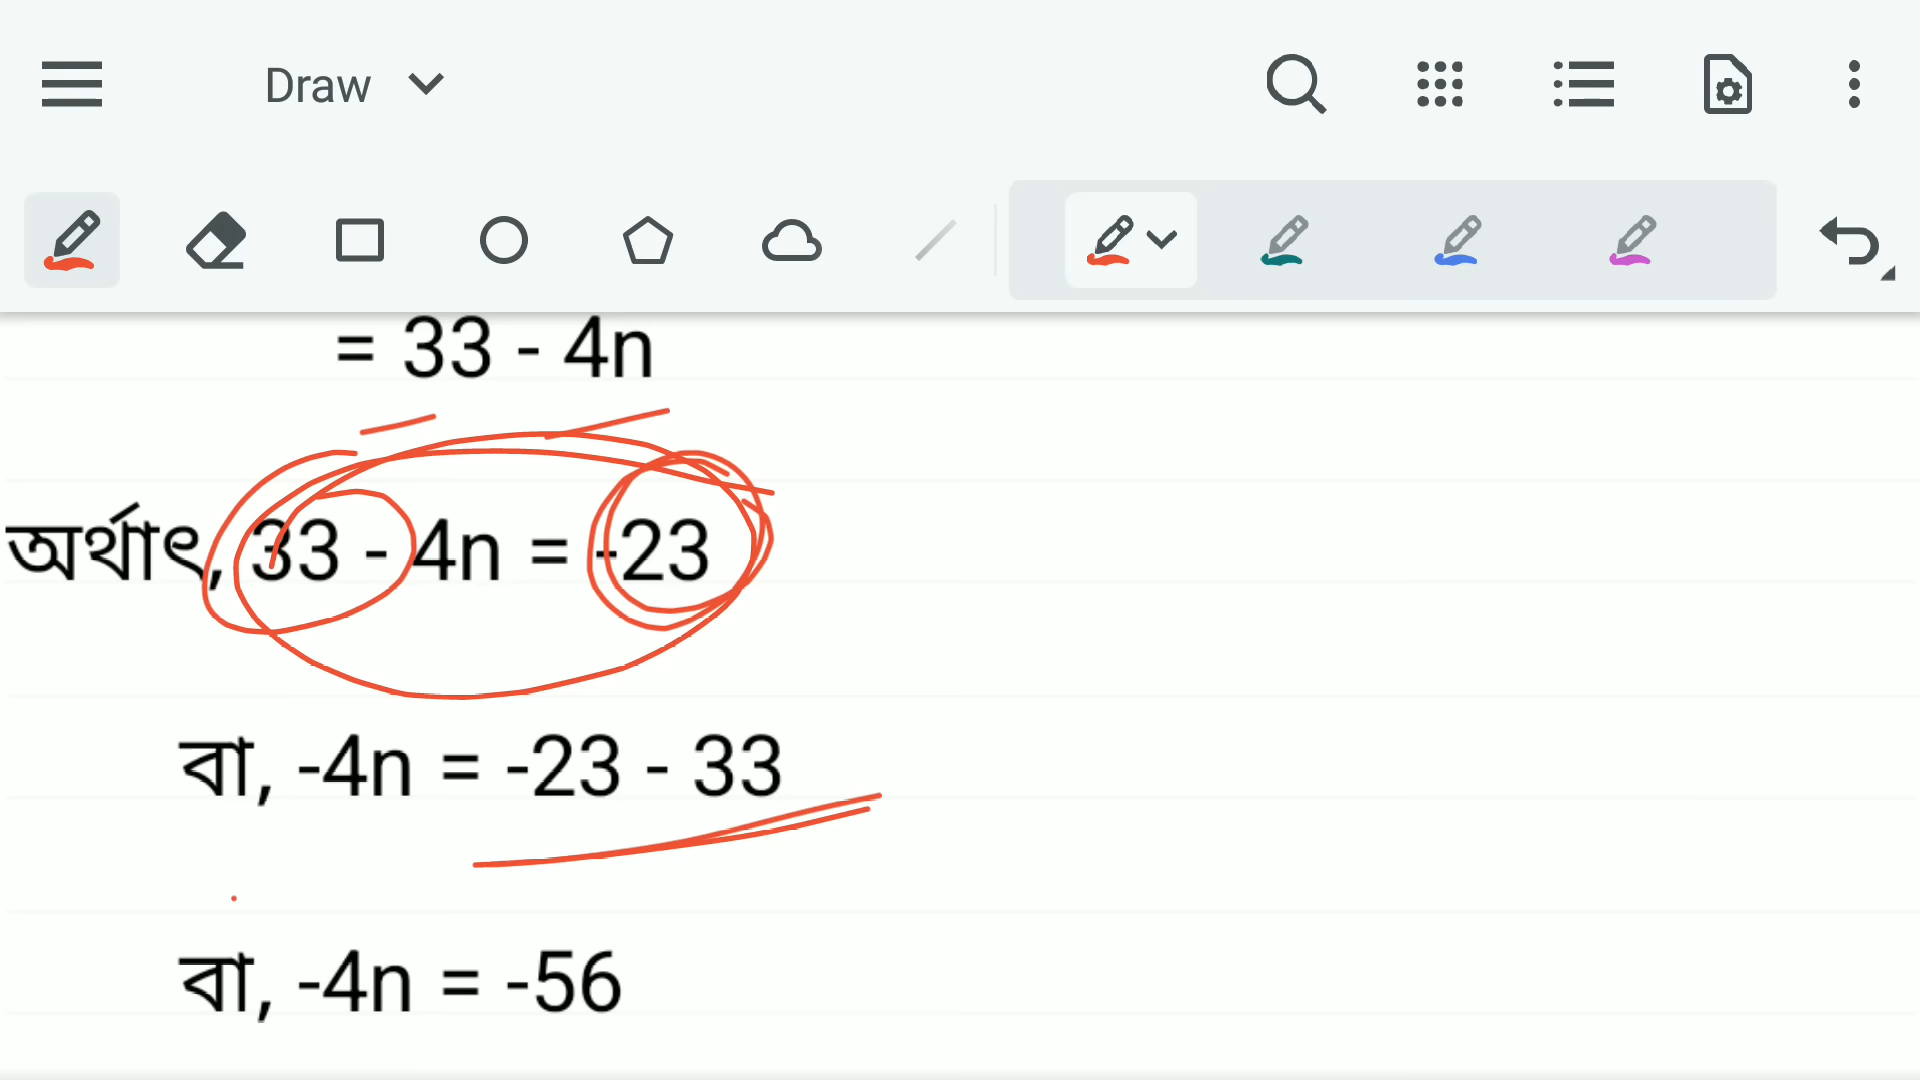 Draw
= 33 - 4n
অর্থাৎ, 33 - 4n = -23
বা, -4n = -23 - 33
বা, -4n = -56